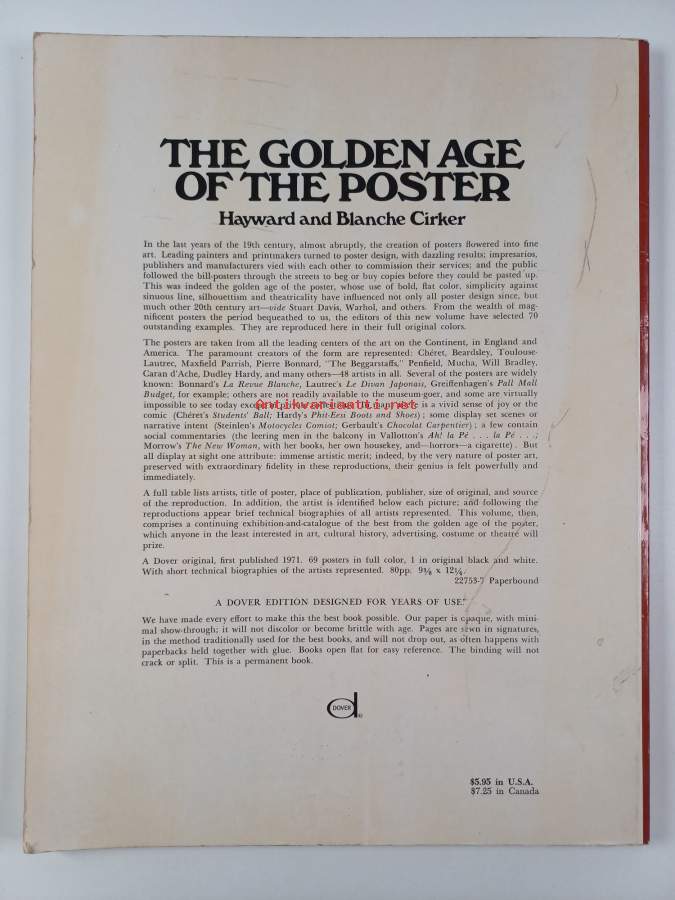 THE GOLDEN AGE
OF THE POSTER
Hayward and Blanche Cirker
In the last years of the 19th century, almost abruptly, the creation of posters flowered into fine
art. Leading painters and printmakers turned to poster design, with dazzling results; impresarios,
publishers and manufacturers vied with each other to commission their services; and the public
followed the bill-posters through the streets to beg or buy copies before they could be pasted up.
This was indeed the golden age of the poster, whose use of bold, flat color, simplicity against
sinuous line, silhouettism and theatricality have influenced not only all poster design since, but
much other 20th century art—vide Stuart Davis, Warhol, and others. From the wealth of mag-
nificent posters the period bequeathed to us, the editors of this new volume have selected 70
outstanding examples. They are reproduced here in their full original colors.
The posters are taken from all the leading centers of the art on the Continent, in England and
America. The paramount creators of the form are represented: Chéret, Beardsley, Toulouse-
Lautrec, Maxfield Parrish, Pierre Bonnard, "The Beggarstaffs," Penfield, Mucha, Will Bradley,
Caran d'Ache, Dudley Hardy, and many others—48 artists in all. Several of the posters are widely
known: Bonnard's La Revue Blanche, Lautrec's Le Divan Japonais, Greiffenhagen's Pall Mall
Budget, for example; others are not readily available to the museum-goer, and some are virtually
impossible to see today except in private collections. In many there is a vivid sense of joy or the
Antikvariaatti.net
comic (Chéret's Students' Ball; Hardy's Phit-Eesi Boots and Shoes); some display set scenes or
narrative intent (Steinlen's Motocycles Comiot; Gerbault's Chocolat Carpentier); a few contain
social commentaries (the leering men in the balcony in Vallotton's Ah! la Pé . . . la Pé . . .;
Morrow's The New Woman, with her books, her own housekey, and—horrors—a cigarette). But
all display at sight one attribute: immense artistic merit; indeed, by the very nature of poster art,
preserved with extraordinary fidelity in these reproductions, their genius is felt powerfully and
immediately.
A full table lists artists, title of poster, place of publication, publisher, size of original, and source
of the reproduction. In addition, the artist is identified below each picture; and following the
reproductions appear brief technical biographies of all artists represented. This volume, then,
comprises a continuing exhibition-and-catalogue of the best from the golden age of the poster,
which anyone in the least interested in art, cultural history, advertising, costume or theatre will
prize.
A Dover original, first published 1971. 69 posters in full color, 1 in original black and white.
With short technical biographies of the artists represented. 80pp. 9⅜ x 12¼.
22753-7 Paperbound
A DOVER EDITION DESIGNED FOR YEARS OF USE!
We have made every effort to make this the best book possible. Our paper is opaque, with mini-
mal show-through; it will not discolor or become brittle with age. Pages are sewn in signatures,
in the method traditionally used for the best books, and will not drop out, as often happens with
paperbacks held together with glue. Books open flat for easy reference. The binding will not
crack or split. This is a permanent book.
DOVER
$5.95 in U.S.A.
$7.25 in Canada